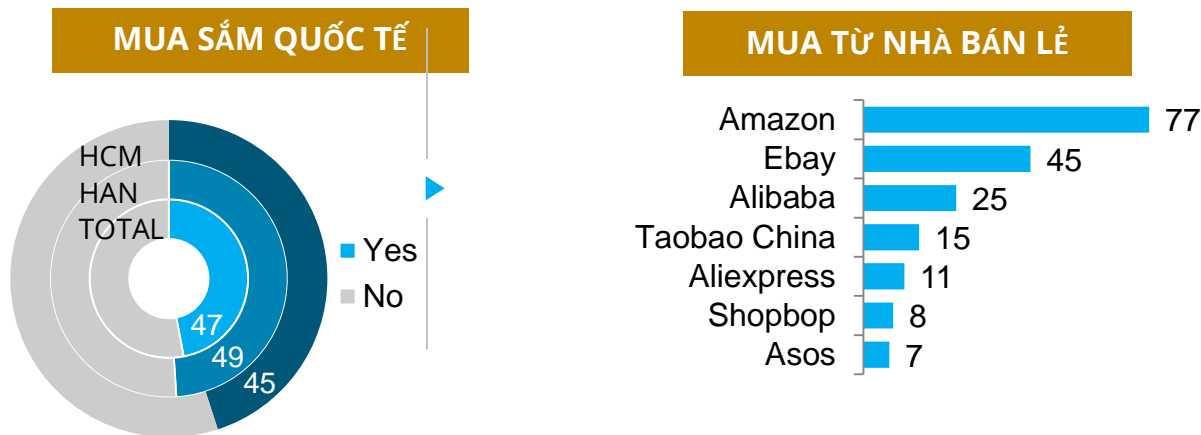 MUA SẮM QUỐC TẾ
HCM
HAN
TOTAL
47
49
45
Yes
No
MUA TỪ NHÀ BÁN LẺ
Amazon 77
Ebay 45
Alibaba 25
Taobao China 15
Aliexpress 11
Shopbop 8
Asos 7